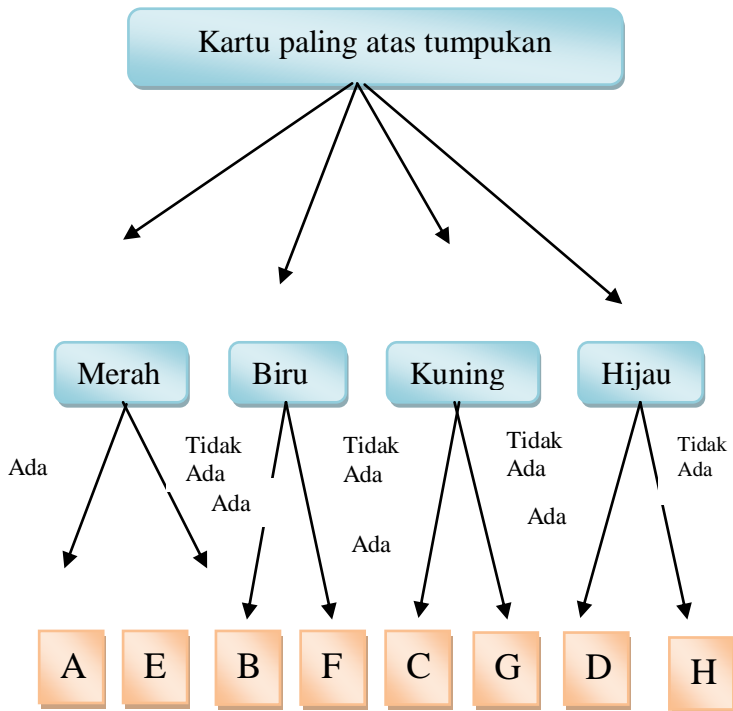 Kartu paling atas tumpukan
Merah
Biru
Kuning
Hijau
Ada
Tidak
Ada
Ada
Tidak
Ada
Ada
Tidak
Ada
Ada
Tidak
Ada
A
E
B
F
C
G
D
H